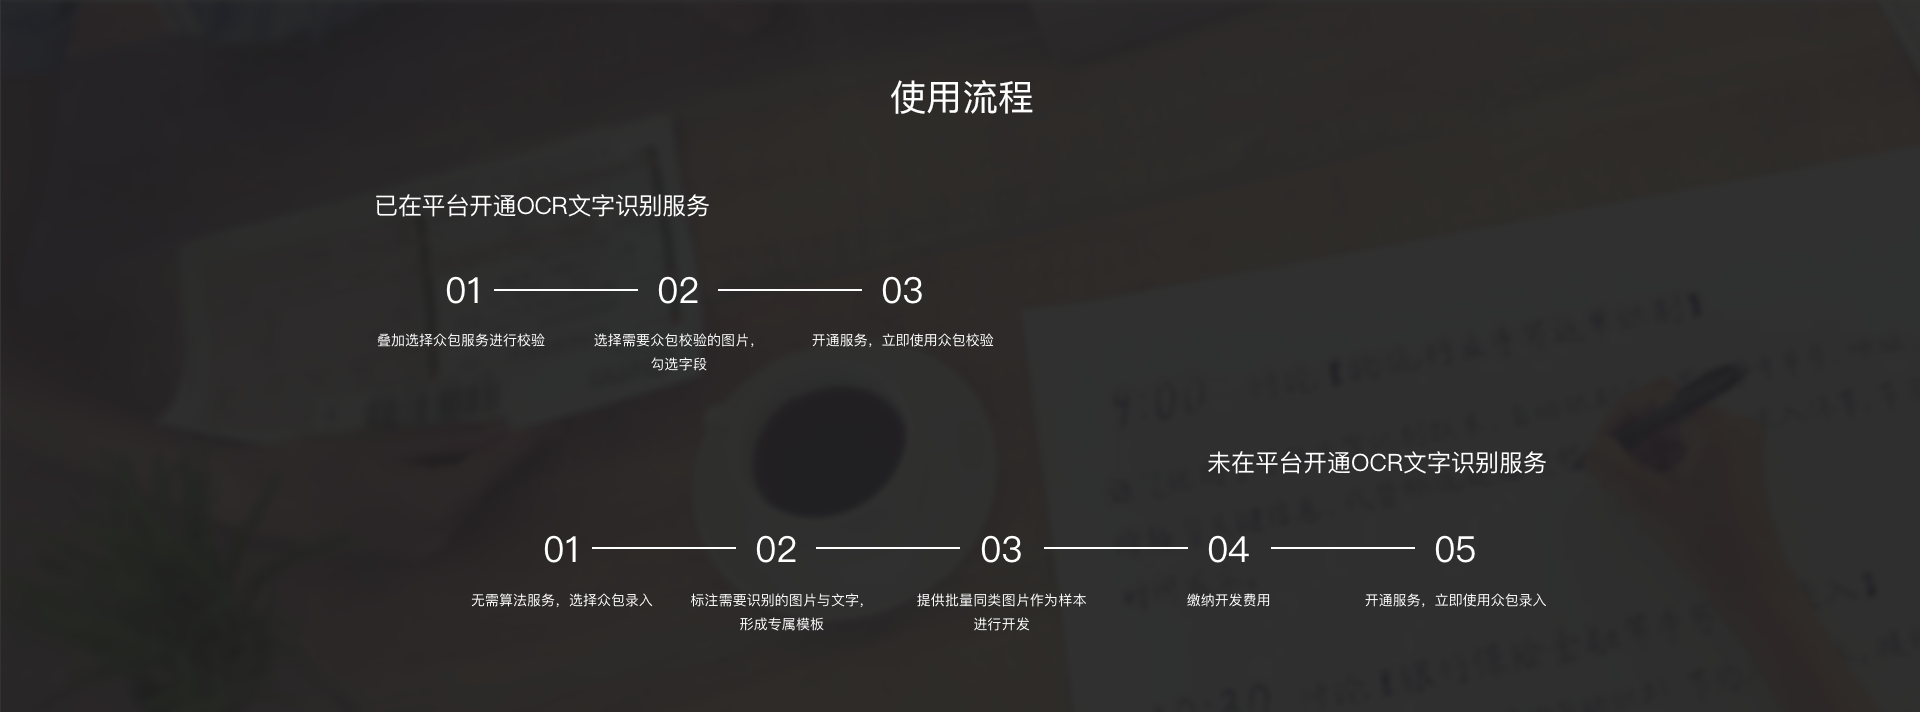 使用流程
已在平台开通OCR文字识别服务
01
02
03
叠加选择众包服务进行校验
选择需要众包校验的图片，
勾选字段
开通服务，立即使用众包校验
未在平台开通OCR文字识别服务
01
02
03
04
05
无需算法服务，选择众包录入
标注需要识别的图片与文字，
形成专属模板
提供批量同类图片作为样本
进行开发
缴纳开发费用
开通服务，立即使用众包录入